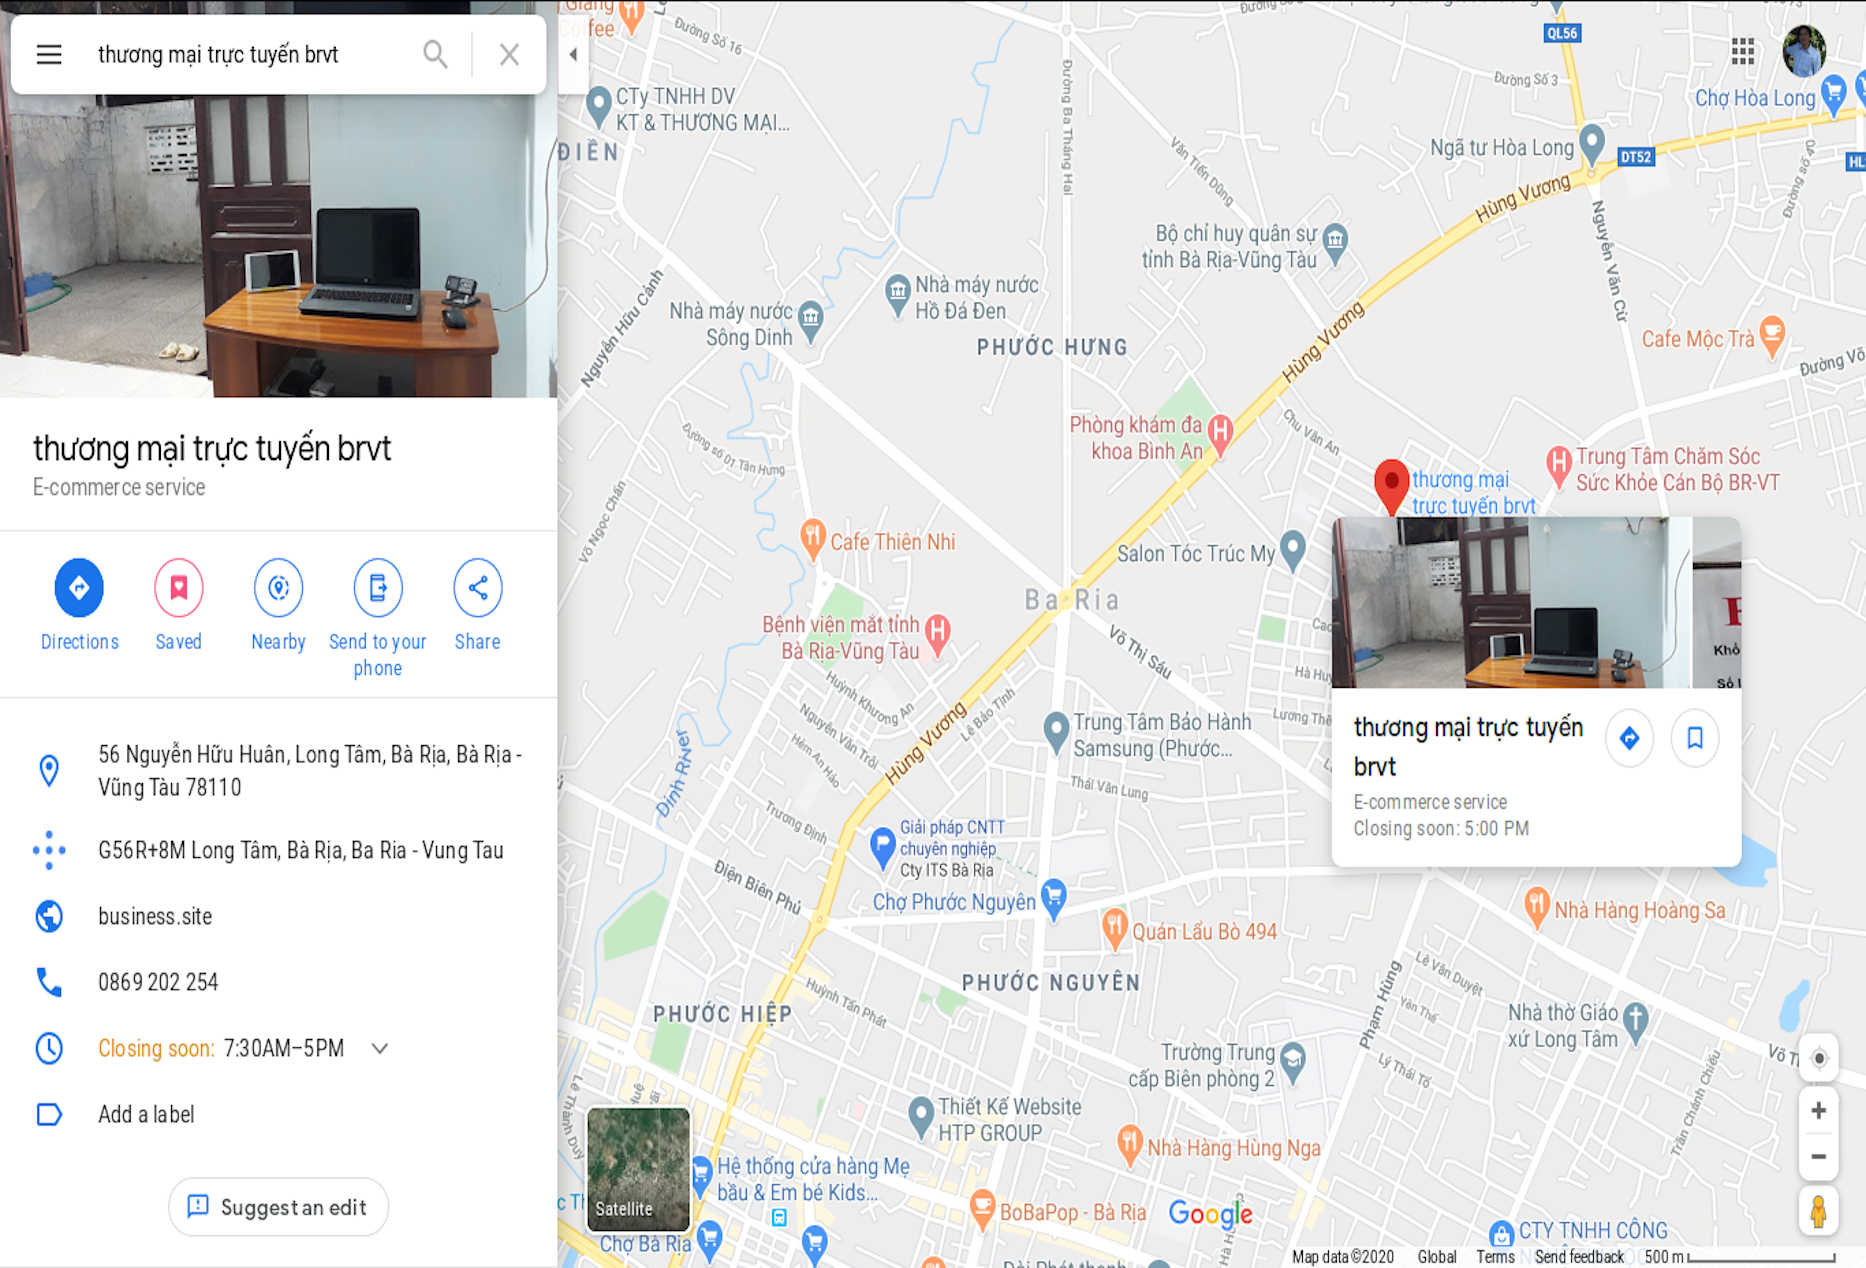 thương mại trực tuyến brvt
thương mại trực tuyến brvt
E-commerce service
Directions
Saved
Nearby
Send to your
phone
Share
56 Nguyễn Hữu Huân, Long Tâm, Bà Rịa, Bà Rịa -
Vũng Tàu 78110
G56R+8M Long Tâm, Bà Rịa, Ba Ria - Vung Tau
business.site
0869 202 254
Closing soon: 7:30AM–5PM
Add a label
Suggest an edit
Giang
Coffee
Đường Số 16
CTy TNHH DV
KT & THƯƠNG MẠI...
ĐIỀN
Đường Ba Tháng Hai
QL56
Đường Số 3
Chợ Hòa Long
Ngã tư Hòa Long
DT52
HL
Đường số 40
Văn Tiến Dũng
Hùng Vương
Nguyễn Văn Cừ
Bộ chỉ huy quân sự
tỉnh Bà Rịa-Vũng Tàu
Nhà máy nước
Hồ Đá Đen
Nhà máy nước
Sông Dinh
Nguyễn Hữu Cảnh
PHƯỚC HƯNG
Hùng Vương
Cafe Mộc Trà
Đường Võ
Phòng khám đa
khoa Bình An
Chu Văn An
Đường số 01 Tân Hưng
Võ Ngọc Chấn
thương mại
trực tuyến brvt
Trung Tâm Chăm Sóc
Sức Khỏe Cán Bộ BR-VT
Cafe Thiên Nhi
Salon Tóc Trúc My
Ba Ria
Bệnh viện mắt tỉnh
Bà Rịa-Vũng Tàu
Võ Thị Sáu
Cao
Hà Huy
Lương Thế
Khổ
Số l
Huỳnh Khương An
Nguyễn Văn Trỗi
Hẻm An Hảo
Lê Bảo Tịnh
Hùng Vương
Trung Tâm Bảo Hành
Samsung (Phước...
Thái Văn Lung
thương mại trực tuyến
brvt
E-commerce service
Closing soon: 5:00 PM
Dinh River
Trương Định
Giải pháp CNTT
chuyên nghiệp
Cty ITS Bà Rịa
Điện Biên Phủ
Chợ Phước Nguyên
Quán Lẩu Bò 494
Nhà Hàng Hoàng Sa
PHƯỚC NGUYÊN
Lê Văn Duyệt
Yên Thế
Phạm Hùng
Huỳnh Tấn Phát
PHƯỚC HIỆP
Nhà thờ Giáo
xứ Long Tâm
Võ T
Trường Trung
cấp Biên phòng 2
Lý Thái Tổ
Trần Chánh Chiếu
Lê Thành Duy
Thiết Kế Website
HTP GROUP
Nhà Hàng Hùng Nga
Hệ thống cửa hàng Mẹ
bầu & Em bé Kids...
Satellite
BoBaPop - Bà Rịa
Google
Chợ Bà Rịa
CTY TNHH CÔNG
Map data ©2020
Global
Terms
Send feedback
500 m